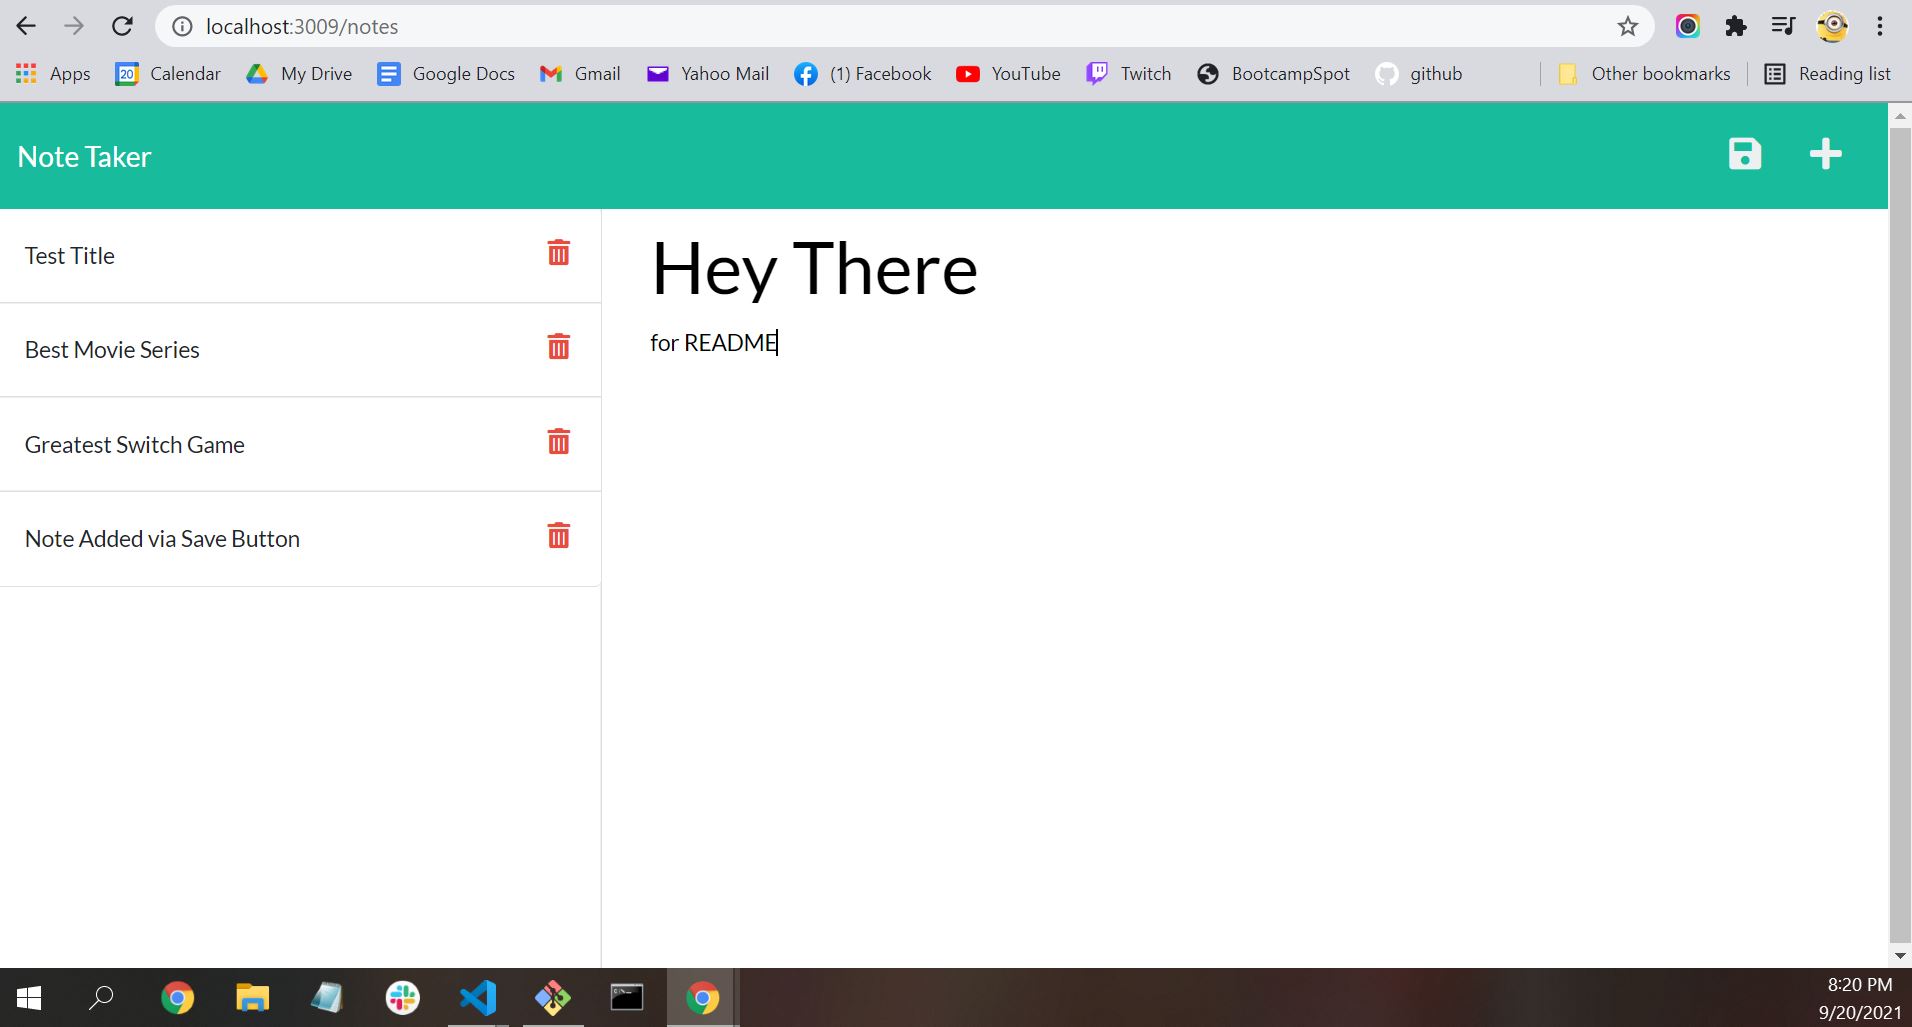 localhost:3009/notes
Apps 20 Calendar My Drive Google Docs Gmail Yahoo Mail (1) Facebook YouTube Twitch BootcampSpot github Other bookmarks Reading list
Note Taker
Test Title
Best Movie Series
Greatest Switch Game
Note Added via Save Button
Hey There
for README
8:20 PM
9/20/2021